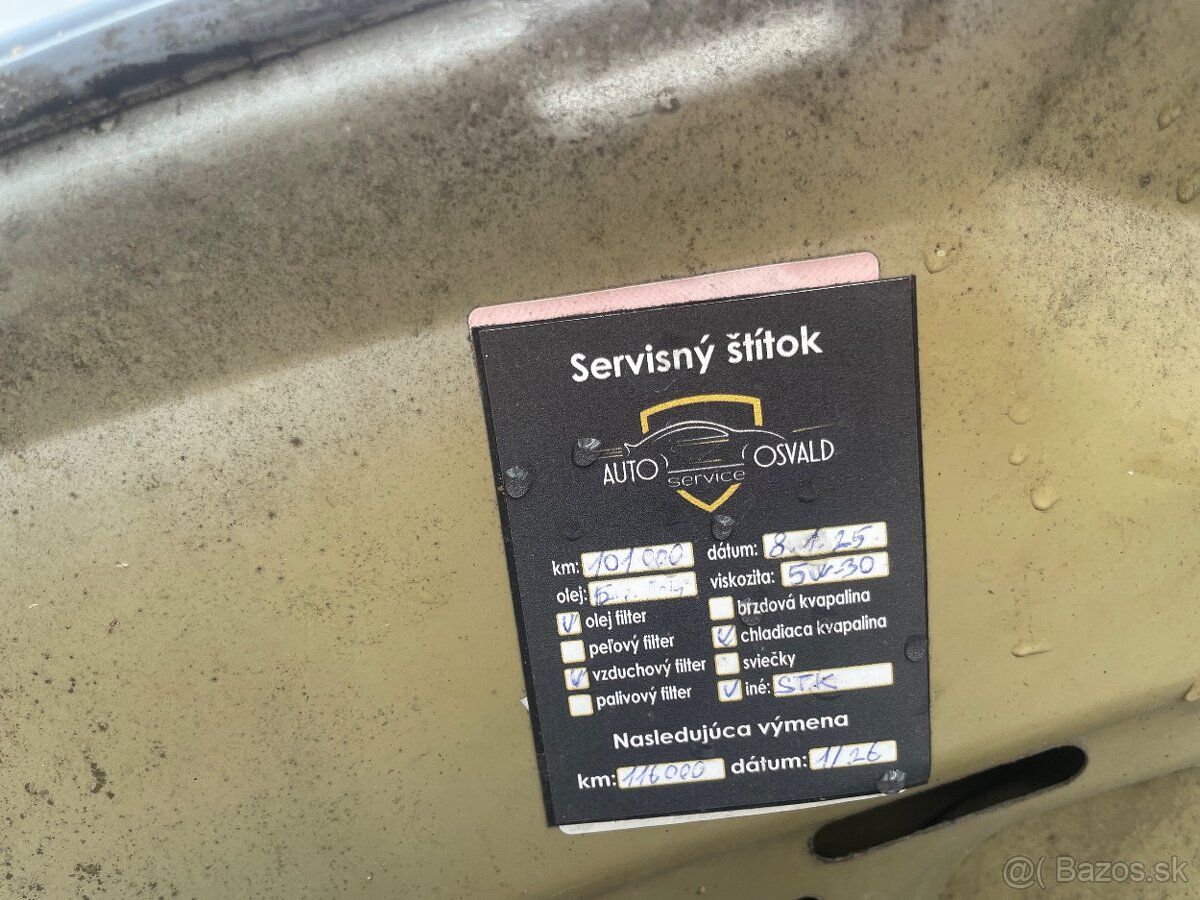 Servisný štítok
AUTO service OSVALD
km: 101 000 dátum: 8.1.25
olej: viskozita: 5W-30
olej filter brzdová kvapalina
peľový filter chladiaca kvapalina
vzduchový filter sviečky
palivový filter iné: STK
Nasledujúca výmena
km: 116000 dátum: 1/26
@( Bazos.sk